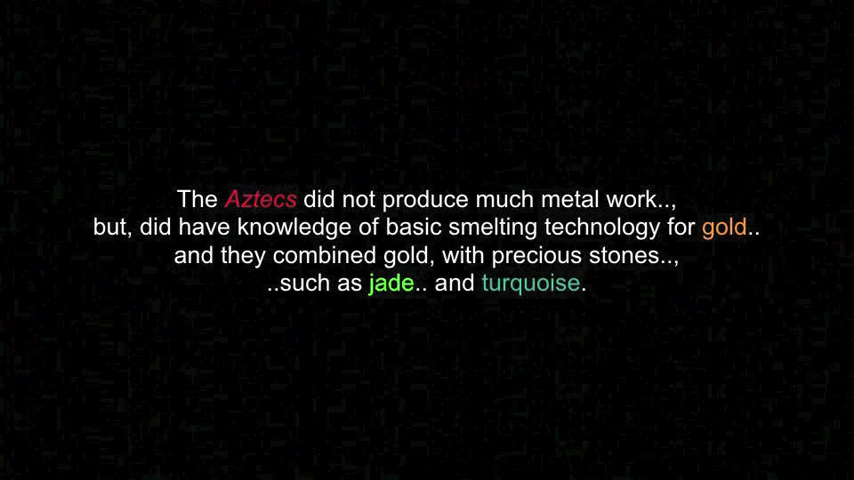 The Aztecs did not produce much metal work..,
but, did have knowledge of basic smelting technology for gold..
and they combined gold, with precious stones..,
..such as jade.. and turquoise.